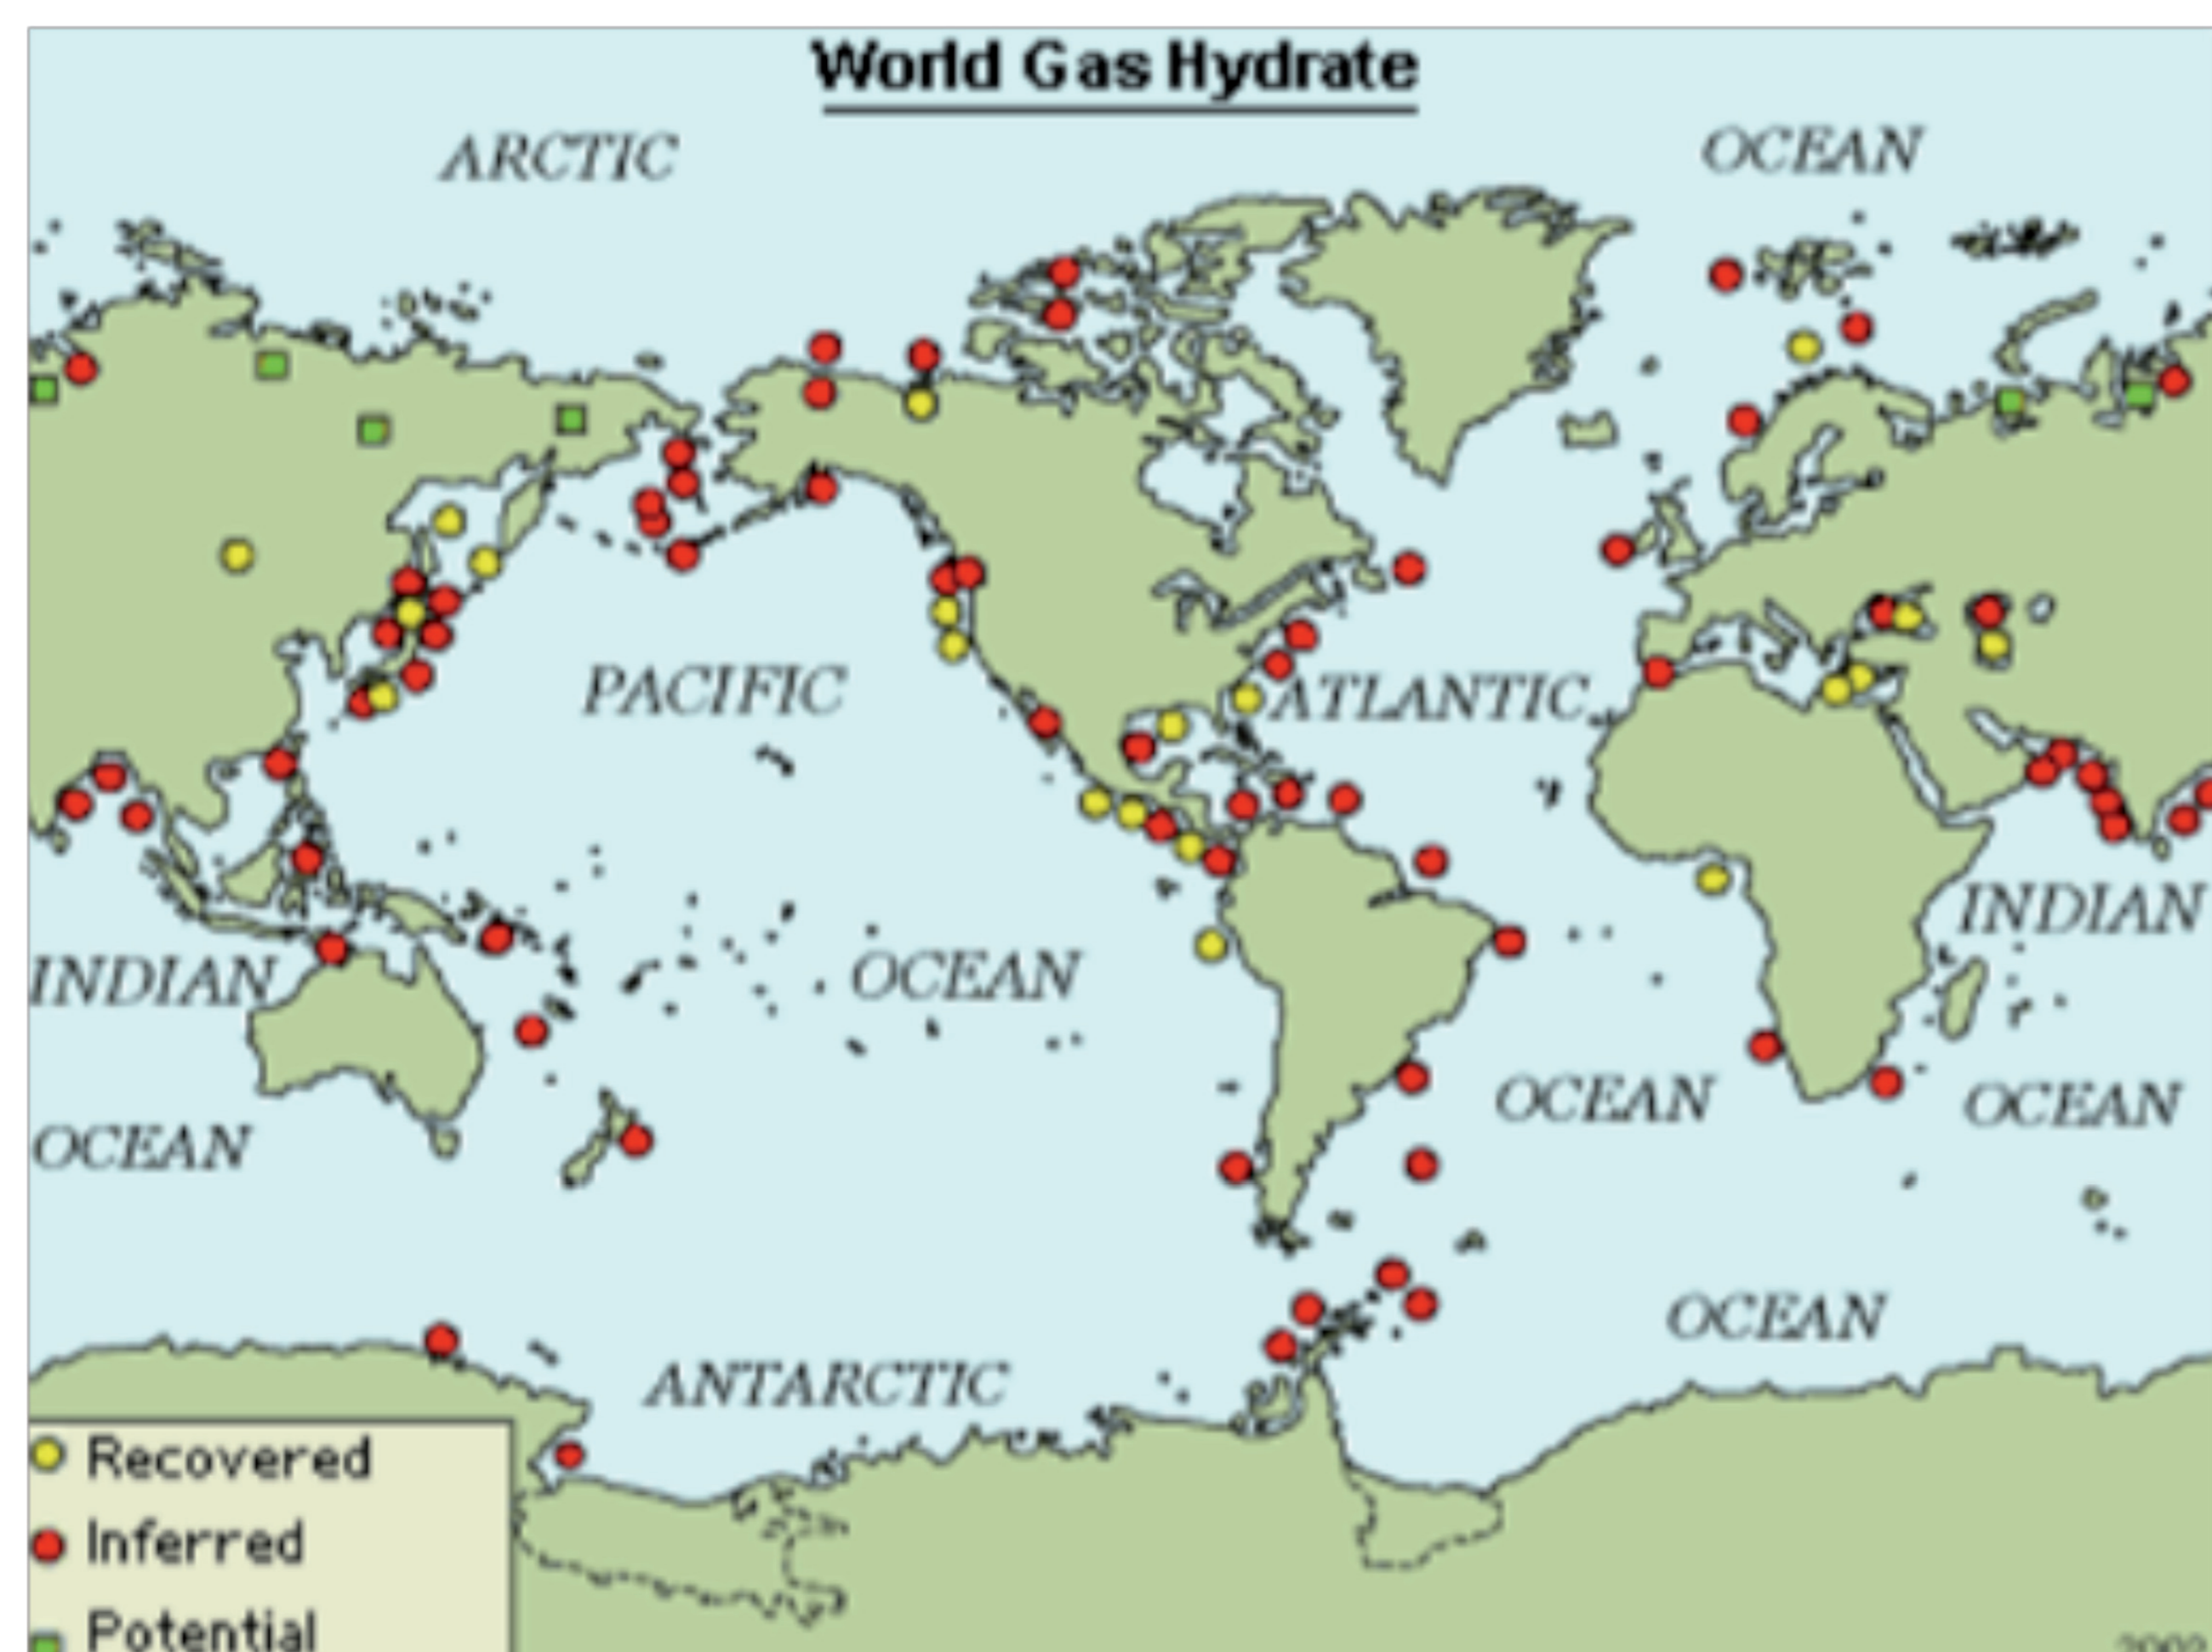 World Gas Hydrate
ARCTIC
OCEAN
PACIFIC
ATLANTIC
INDIAN
INDIAN
OCEAN
OCEAN
OCEAN
OCEAN
OCEAN
ANTARCTIC
Recovered
Inferred
Potential